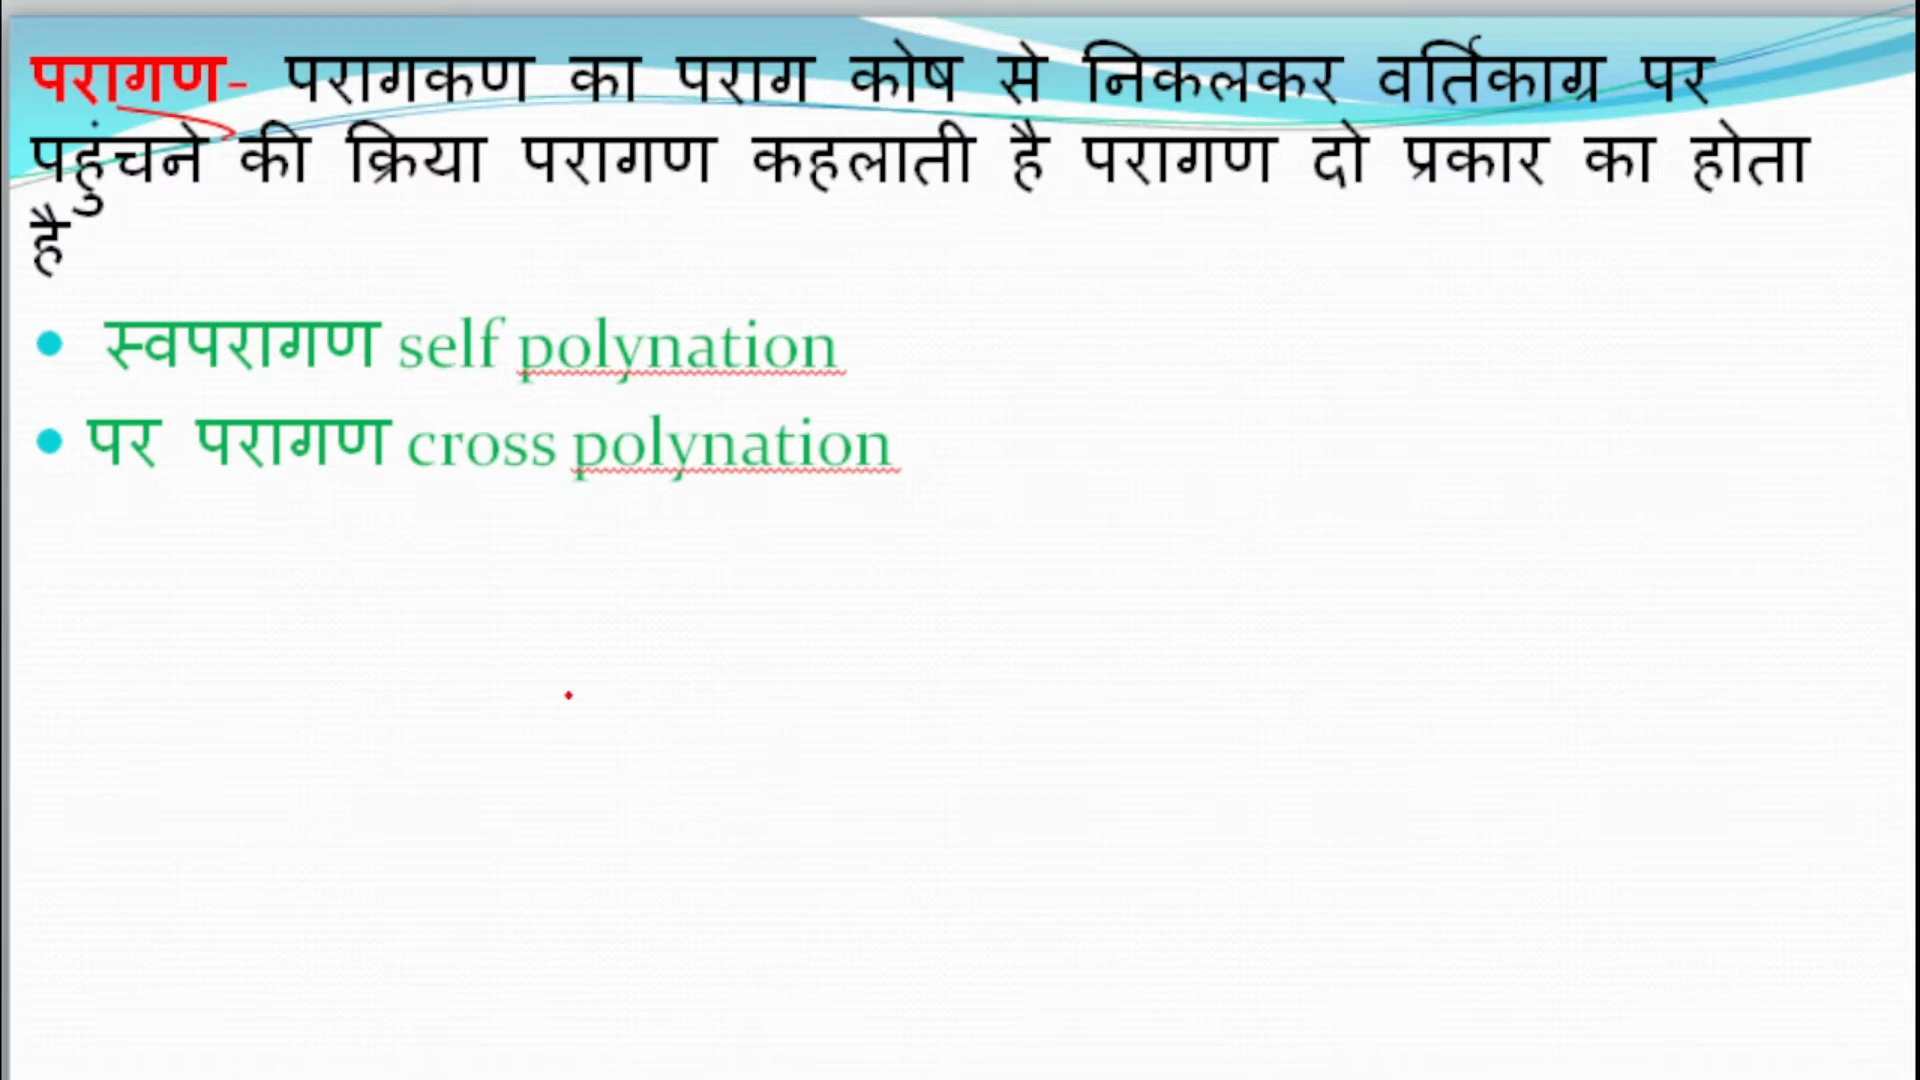 परागण- परागकण का पराग कोष से निकलकर वर्तिकाग्र पर
पहुंचने की क्रिया परागण कहलाती है परागण दो प्रकार का होता
है
• स्वपरागण self polynation
• पर परागण cross polynation